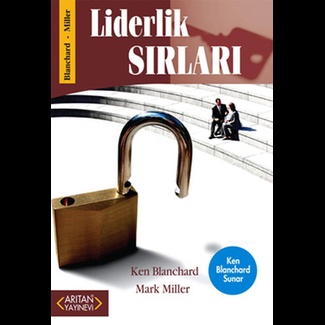 Blanchard - Miller
Liderlik
SIRLARI
Ken Blanchard
Mark Miller
Ken
Blanchard
Sunar
ARITAN
YAYINEVİ